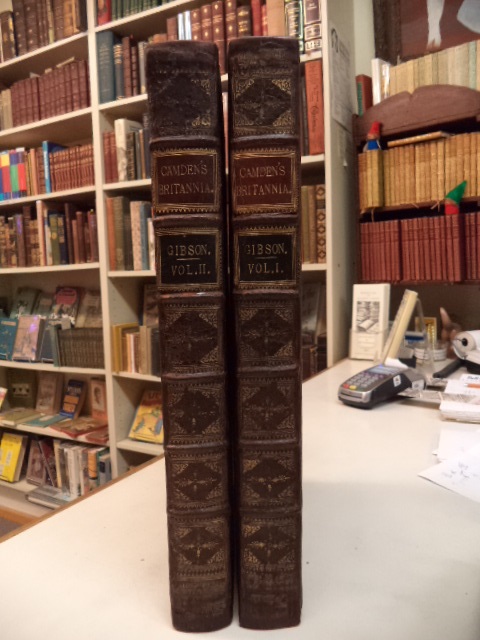 CAMDEN'S
BRITANNIA.
GIBSON.
VOL.II.
CAMDEN'S
BRITANNIA.
GIBSON.
VOL.I.